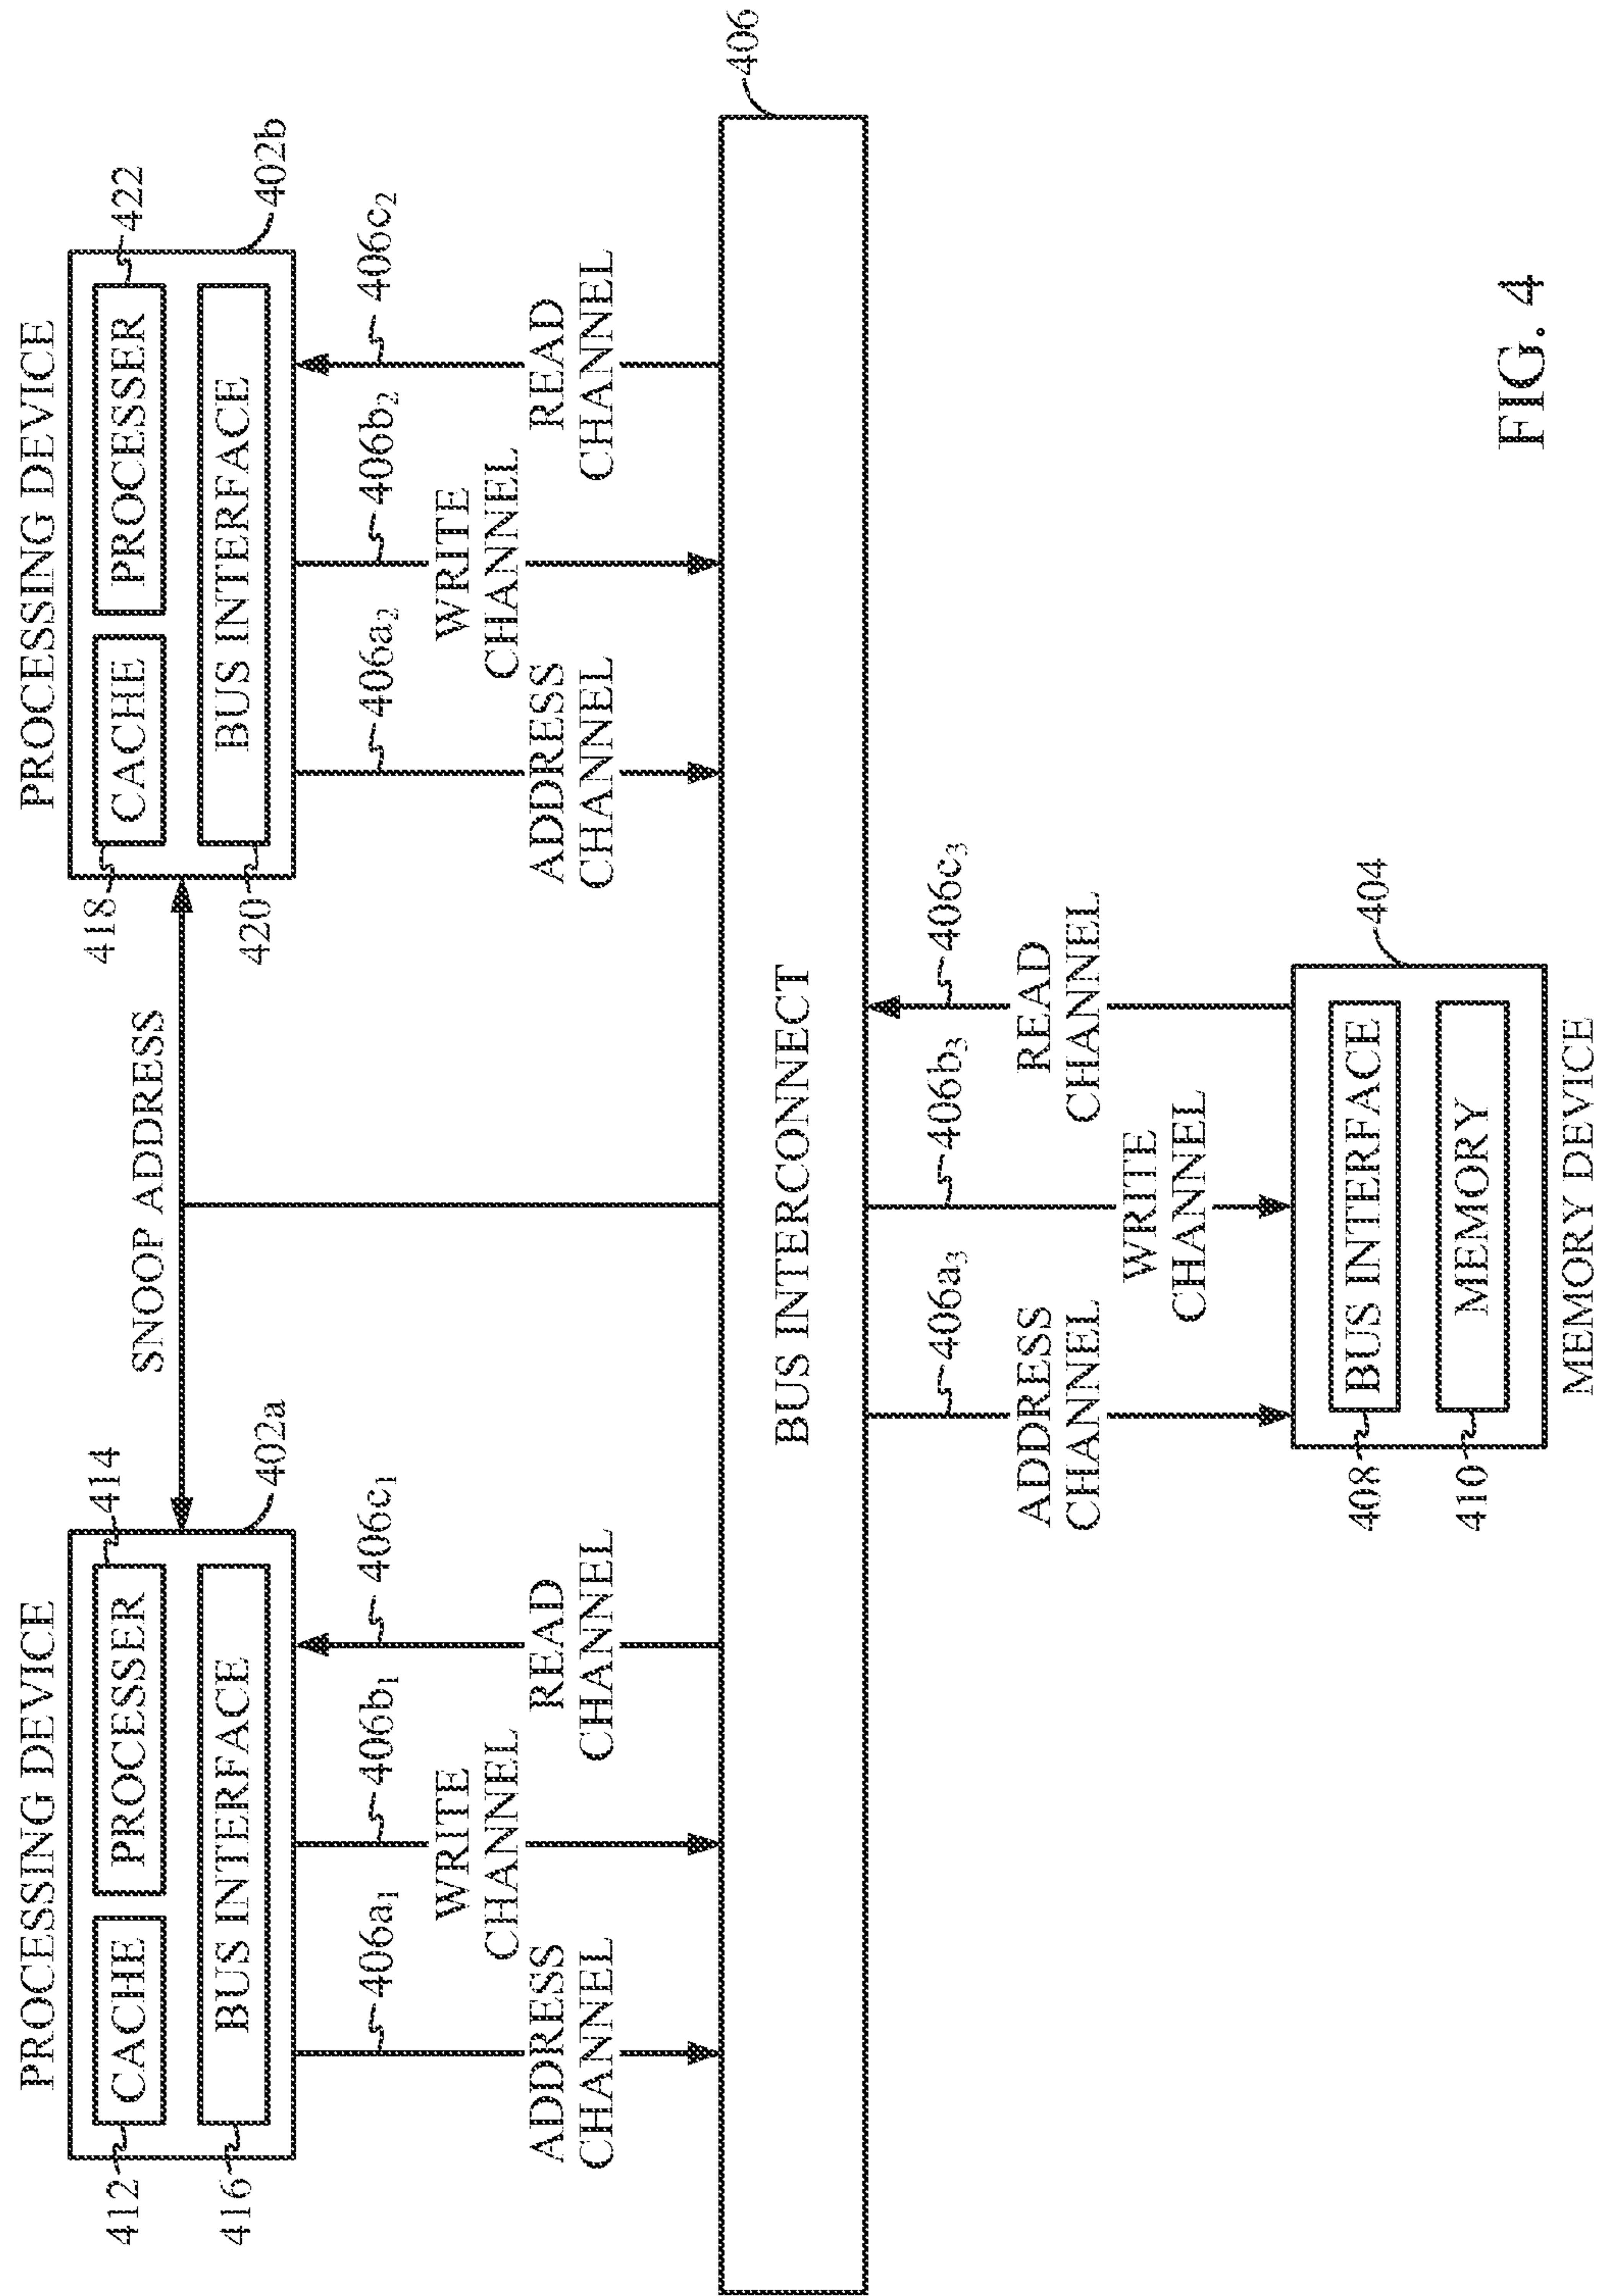 PROCESSING DEVICE
412
CACHE
PROCESSER
414
416
BUS INTERFACE
402a
SNOOP ADDRESS
PROCESSING DEVICE
418
CACHE
PROCESSER
422
420
BUS INTERFACE
402b
406a₁
406b₁
406c₁
ADDRESS
CHANNEL
WRITE
CHANNEL
READ
CHANNEL
406a₂
406b₂
406c₂
ADDRESS
CHANNEL
WRITE
CHANNEL
READ
CHANNEL
406
BUS INTERCONNECT
406a₃
406b₃
406c₃
ADDRESS
CHANNEL
WRITE
CHANNEL
READ
CHANNEL
404
408
BUS INTERFACE
410
MEMORY
MEMORY DEVICE
FIG. 4